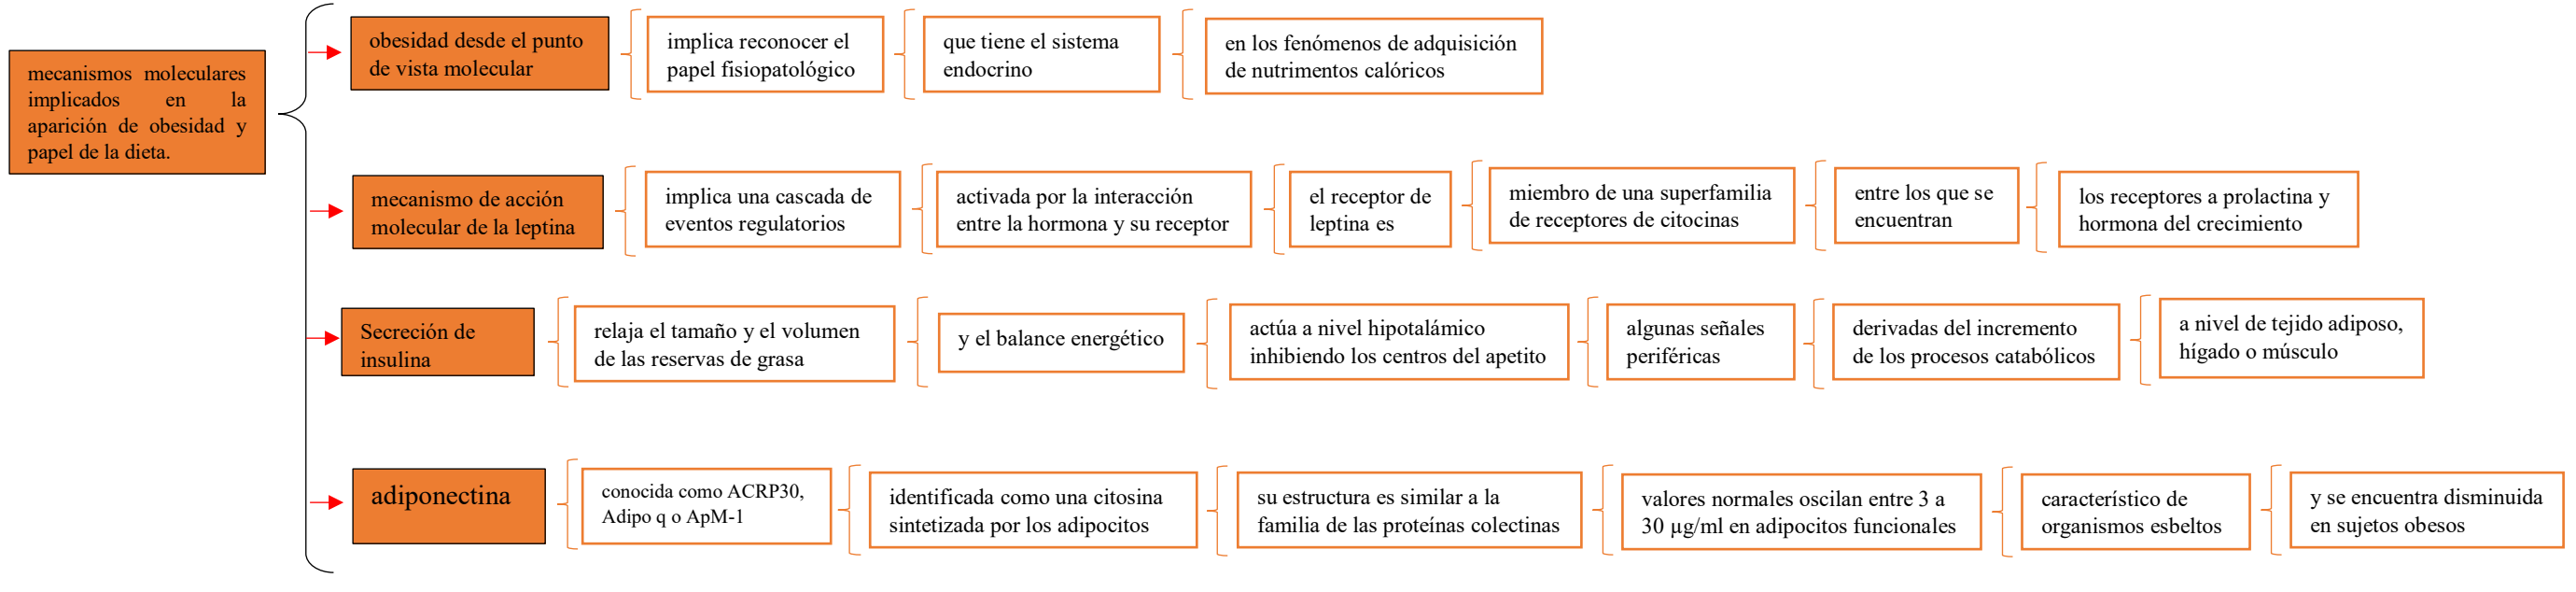 mecanismos moleculares
implicados en la
aparición de obesidad y
papel de la dieta.
obesidad desde el punto
de vista molecular
implica reconocer el
papel fisiopatológico
que tiene el sistema
endocrino
en los fenómenos de adquisición
de nutrimentos calóricos
mecanismo de acción
molecular de la leptina
implica una cascada de
eventos regulatorios
activada por la interacción
entre la hormona y su receptor
el receptor de
leptina es
miembro de una superfamilia
de receptores de citocinas
entre los que se
encuentran
los receptores a prolactina y
hormona del crecimiento
Secreción de
insulina
relaja el tamaño y el volumen
de las reservas de grasa
y el balance energético
actúa a nivel hipotalámico
inhibiendo los centros del apetito
algunas señales
periféricas
derivadas del incremento
de los procesos catabólicos
a nivel de tejido adiposo,
hígado o músculo
adiponectina
conocida como ACRP30,
Adipo q o ApM-1
identificada como una citosina
sintetizada por los adipocitos
su estructura es similar a la
familia de las proteínas colectinas
valores normales oscilan entre 3 a
30 µg/ml en adipocitos funcionales
característico de
organismos esbeltos
y se encuentra disminuida
en sujetos obesos